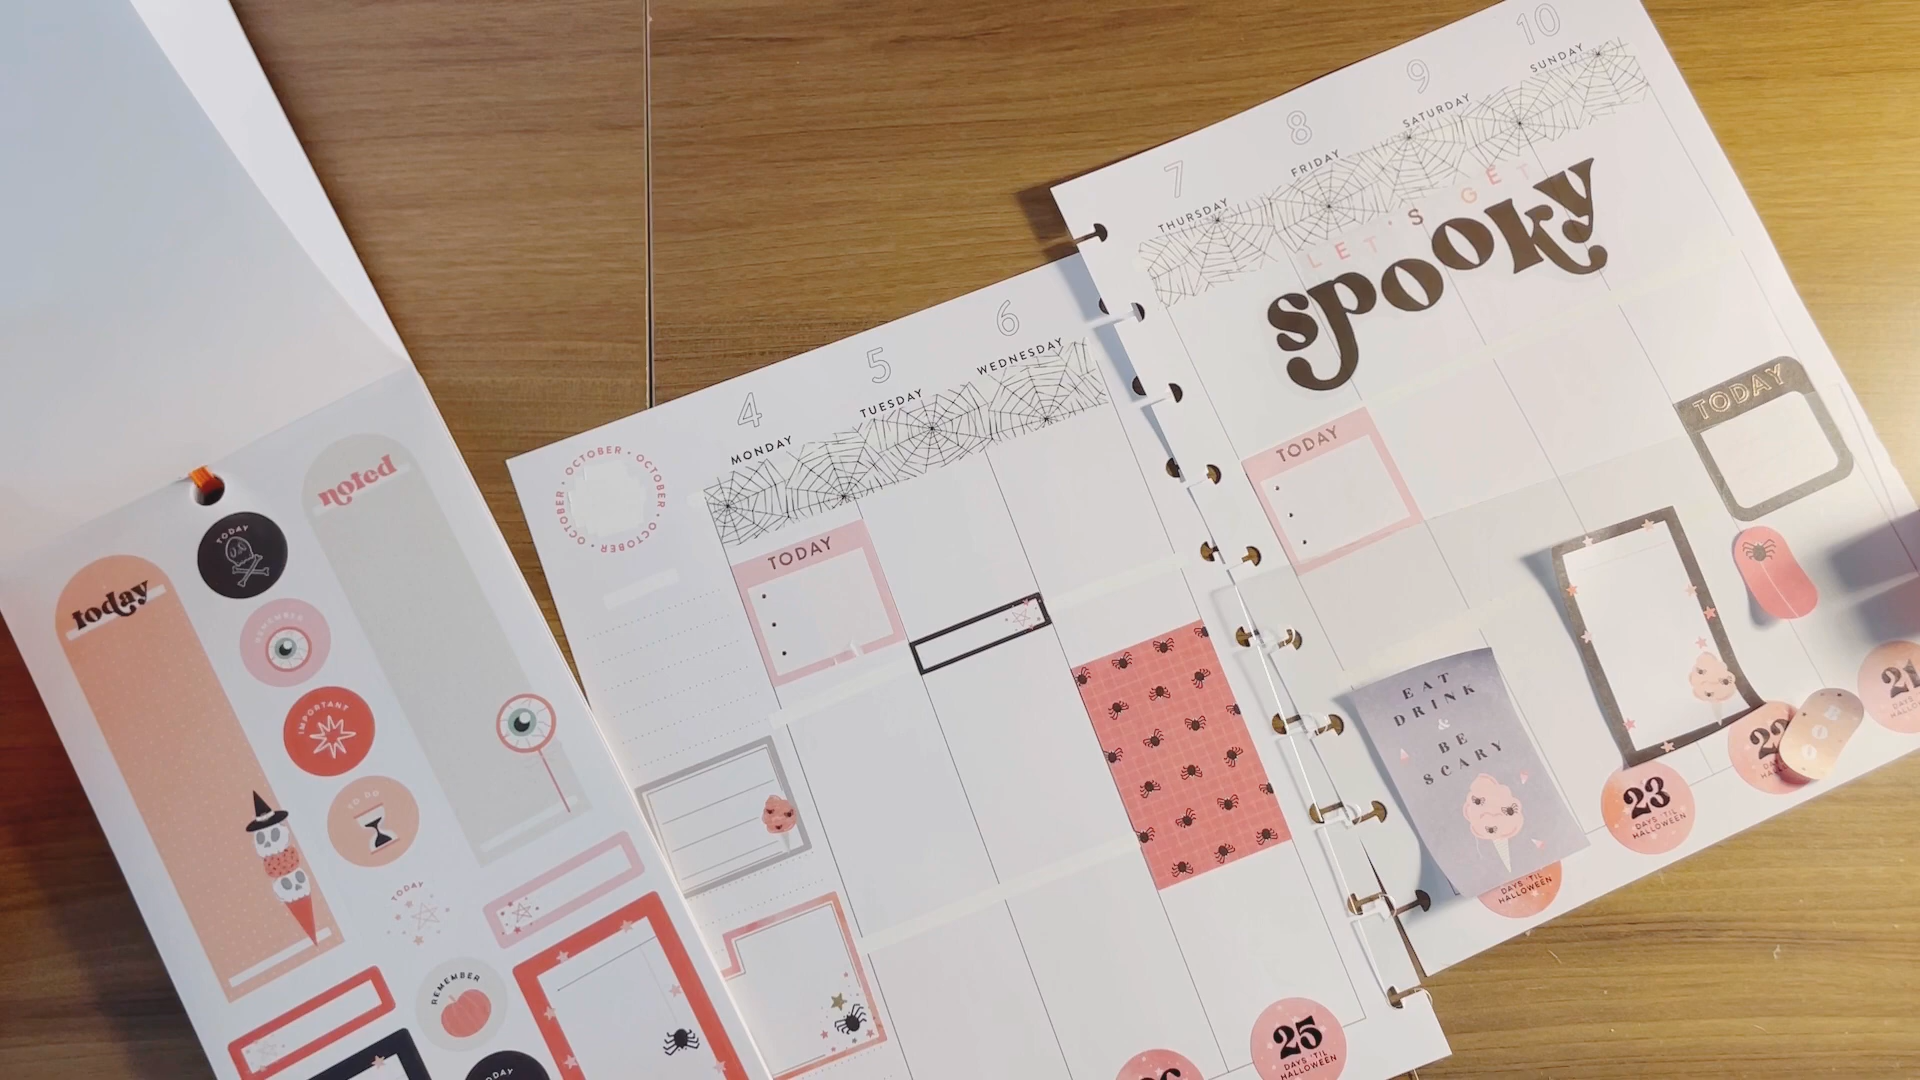 noted
today
TODAY
REMEMBER
IMPORTANT
TO DO
TODAY
REMEMBER
TODAY
OCTOBER • OCTOBER • OCTOBER • OCTOBER •
4
MONDAY
5
TUESDAY
6
WEDNESDAY
TODAY
25
DAYS 'TIL
HALLOWEEN
7
THURSDAY
8
FRIDAY
9
SATURDAY
10
SUNDAY
LET'S GET
spooky
TODAY
TODAY
EAT
DRINK
&
BE
SCARY
DAYS 'TIL
HALLOWEEN
23
DAYS 'TIL
HALLOWEEN
22
21